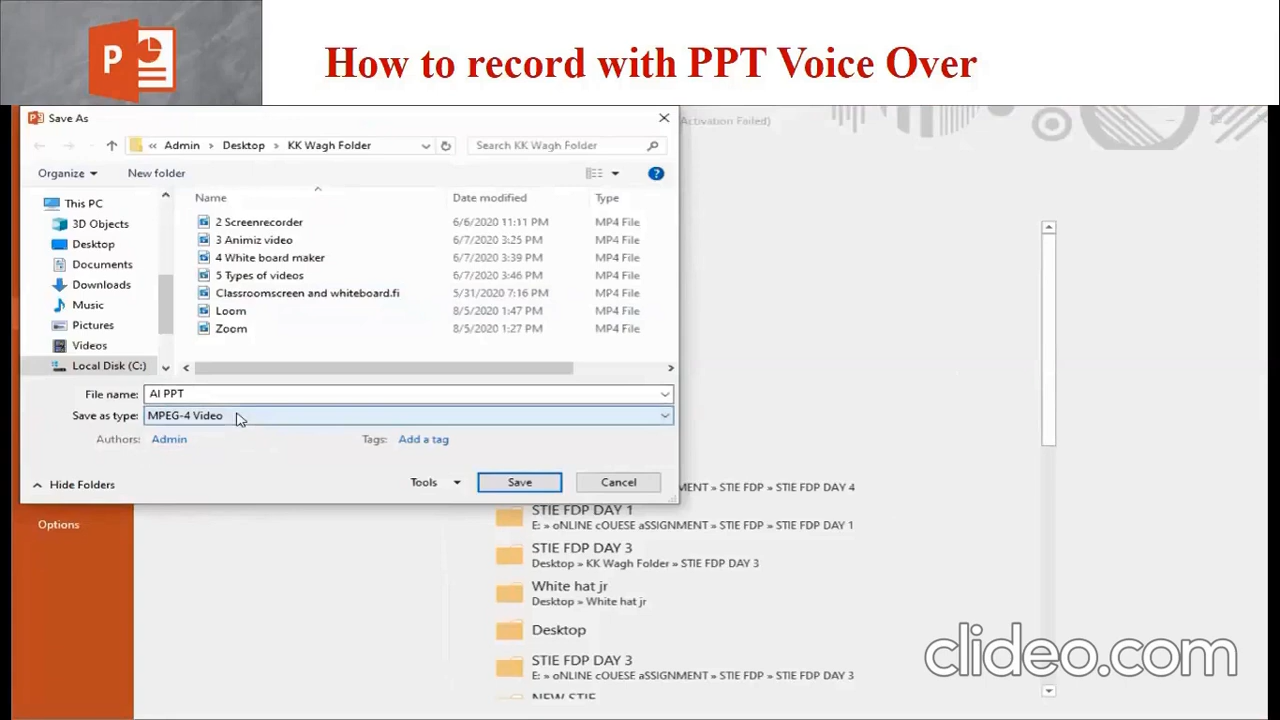 P
How to record with PPT Voice Over
Save As
(Activation Failed)
« Admin › Desktop › KK Wagh Folder
Search KK Wagh Folder
Organize
New folder
?
This PC
3D Objects
Desktop
Documents
Downloads
Music
Pictures
Videos
Local Disk (C:)
Name Date modified Type
2 Screenrecorder 6/6/2020 11:11 PM MP4 File
3 Animiz video 6/7/2020 3:25 PM MP4 File
4 White board maker 6/7/2020 3:39 PM MP4 File
5 Types of videos 6/7/2020 3:46 PM MP4 File
Classroomscreen and whiteboard.fi 5/31/2020 7:16 PM MP4 File
Loom 8/5/2020 1:47 PM MP4 File
Zoom 8/5/2020 1:27 PM MP4 File
File name: AI PPT
Save as type: MPEG-4 Video
Authors: Admin Tags: Add a tag
Hide Folders Tools Save Cancel
Options
MENT » STIE FDP » STIE FDP DAY 4
STIE FDP DAY 1
E: » oNLINE cOUESE aSSIGNMENT » STIE FDP » STIE FDP DAY 1
STIE FDP DAY 3
Desktop » KK Wagh Folder » STIE FDP DAY 3
White hat jr
Desktop » White hat jr
Desktop
STIE FDP DAY 3
E: » oNLINE cOUESE aSSIGNMENT » STIE FDP » STIE FDP DAY 3
NEW STIE
clideo.com